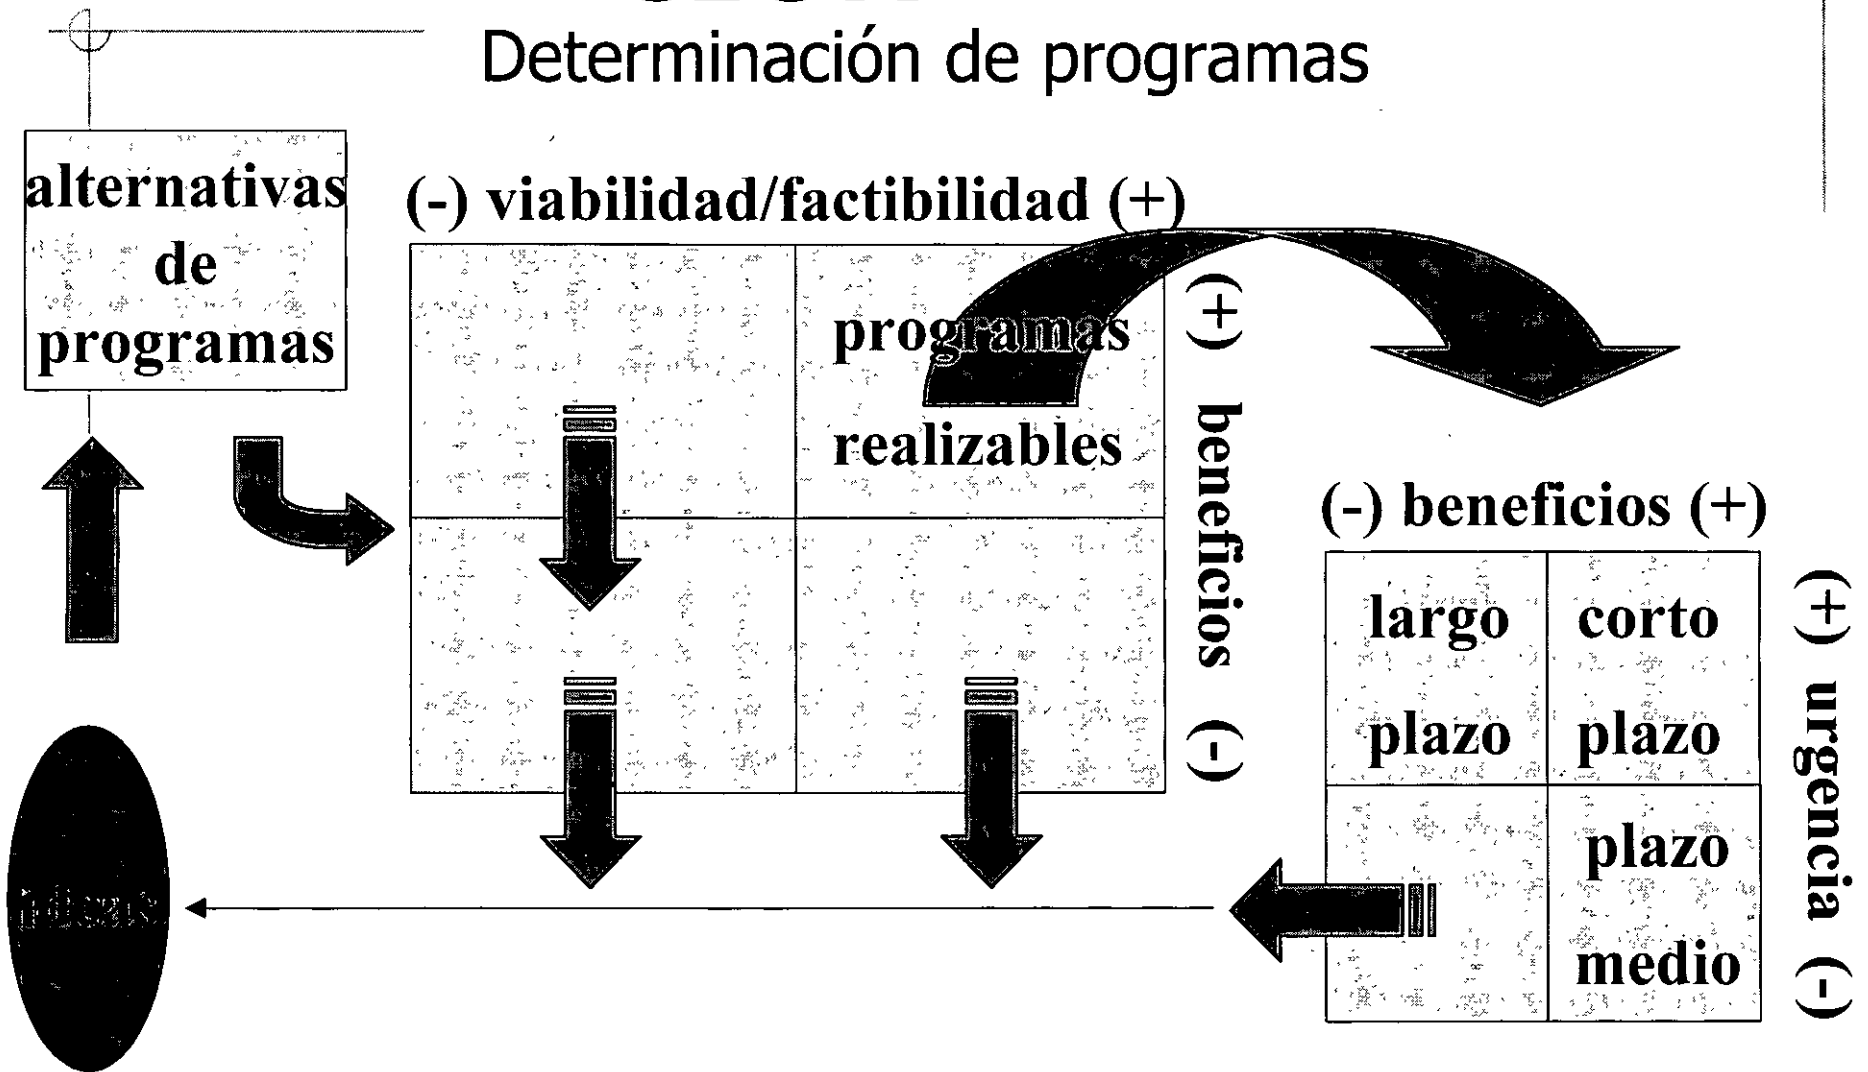 Determinación de programas
alternativas
de
programas
(-) viabilidad/factibilidad (+)
programas
realizables
(+) beneficios (-)
(-) beneficios (+)
largo
plazo
corto
plazo
plazo
medio
(+) urgencia (-)